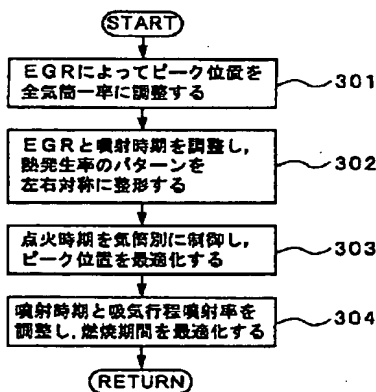 START
EGRによってピーク位置を
全気筒一率に調整する
301
EGRと噴射時期を調整し,
熱発生率のパターンを
左右対称に整形する
302
点火時期を気筒別に制御し,
ピーク位置を最適化する
303
噴射時期と吸気行程噴射率を
調整し,燃焼期間を最適化する
304
RETURN